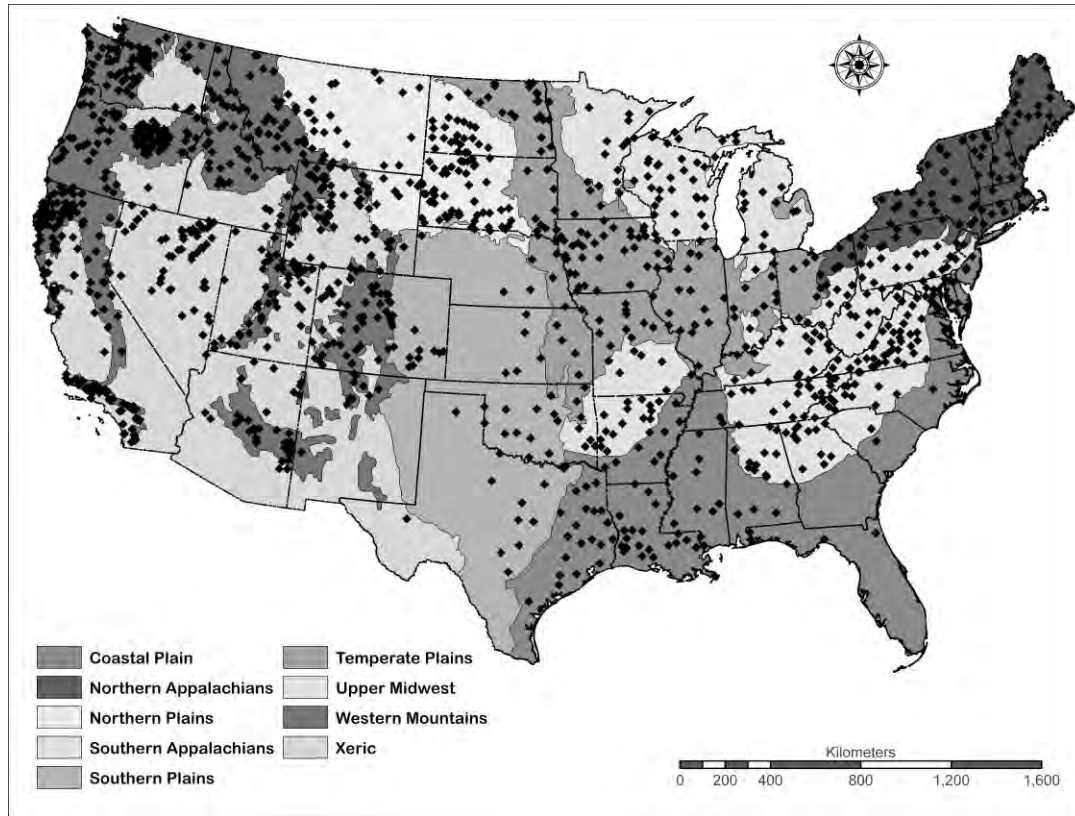 Coastal Plain
Northern Appalachians
Northern Plains
Southern Appalachians
Southern Plains
Temperate Plains
Upper Midwest
Western Mountains
Xeric
Kilometers
0 200 400 800 1,200 1,600